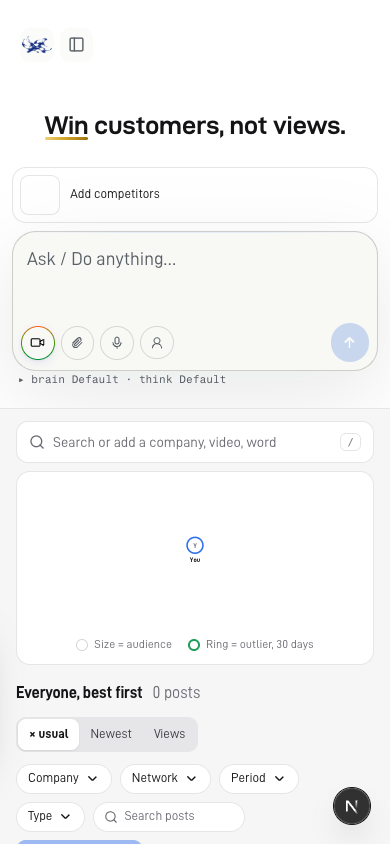 Win customers, not views.
Add competitors
Ask / Do anything...
▸ brain Default · think Default
Search or add a company, video, word
/
Y
You
Size = audience
Ring = outlier, 30 days
Everyone, best first 0 posts
× usual Newest Views
Company Network Period
Type Search posts
N